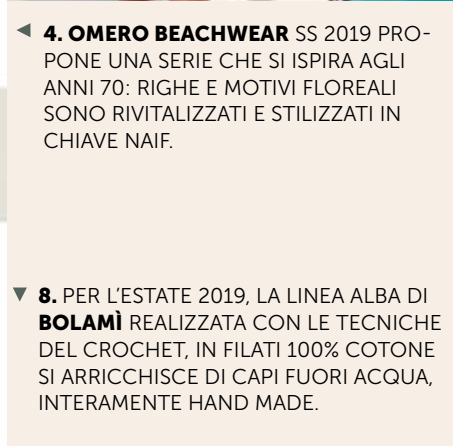 4. OMERO BEACHWEAR SS 2019 PRO-
PONE UNA SERIE CHE SI ISPIRA AGLI
ANNI 70: RIGHE E MOTIVI FLOREALI
SONO RIVITALIZZATI E STILIZZATI IN
CHIAVE NAIF.
8. PER L'ESTATE 2019, LA LINEA ALBA DI
BOLAMÌ REALIZZATA CON LE TECNICHE
DEL CROCHET, IN FILATI 100% COTONE
SI ARRICCHISCE DI CAPI FUORI ACQUA,
INTERAMENTE HAND MADE.